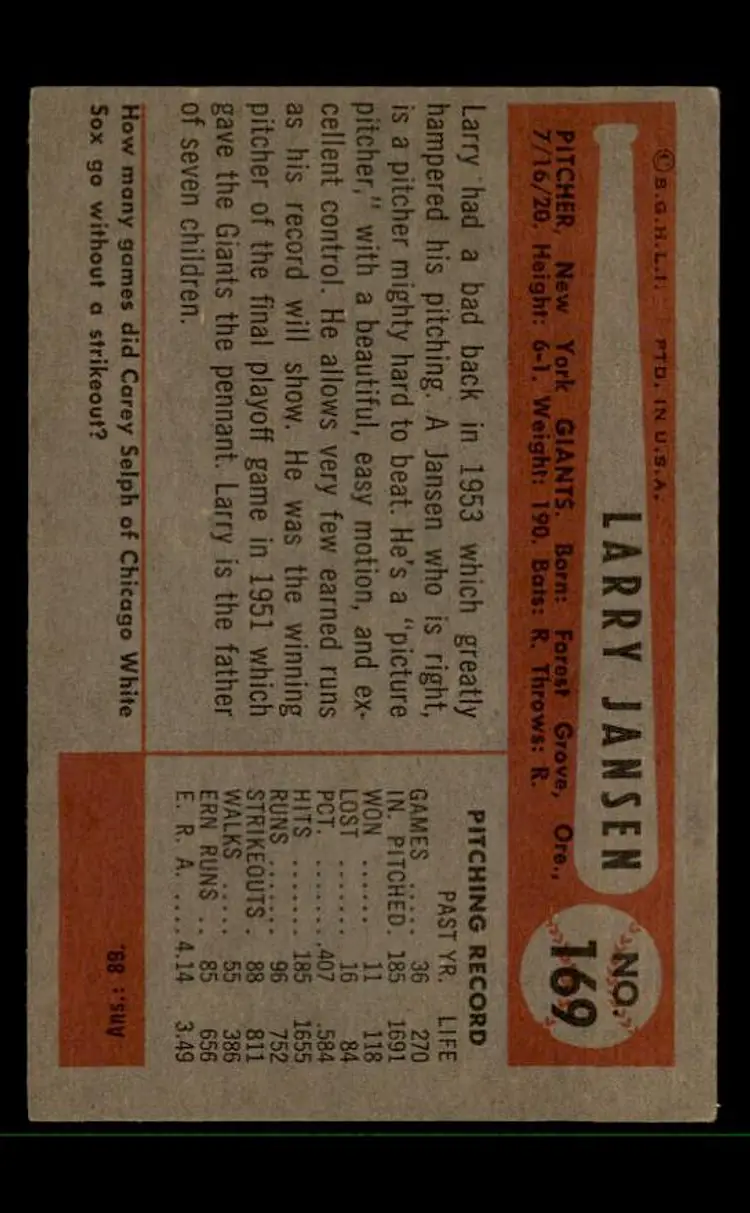 © B.G.H.L.I. PTD. IN U.S.A.
LARRY JANSEN
NO.
169
PITCHER, New York GIANTS. Born: Forest Grove, Ore.,
7/16/20. Height: 6-1. Weight: 190. Bats: R. Throws: R.
Larry had a bad back in 1953 which greatly
hampered his pitching. A Jansen who is right,
is a pitcher mighty hard to beat. He's a "picture
pitcher," with a beautiful, easy motion, and ex-
cellent control. He allows very few earned runs
as his record will show. He was the winning
pitcher of the final playoff game in 1951 which
gave the Giants the pennant. Larry is the father
of seven children.
PITCHING RECORD
PAST YR. LIFE
GAMES ..... 36 270
IN. PITCHED. 185 1691
WON ...... 11 118
LOST ....... 16 84
PCT. ........ .407 .584
HITS ....... 185 1655
RUNS ....... 96 752
STRIKEOUTS . 88 811
WALKS ..... 55 386
ERN RUNS .. 85 656
E. R. A. .... 4.14 3.49
How many games did Carey Selph of Chicago White
Sox go without a strikeout?
Ans.: 89.